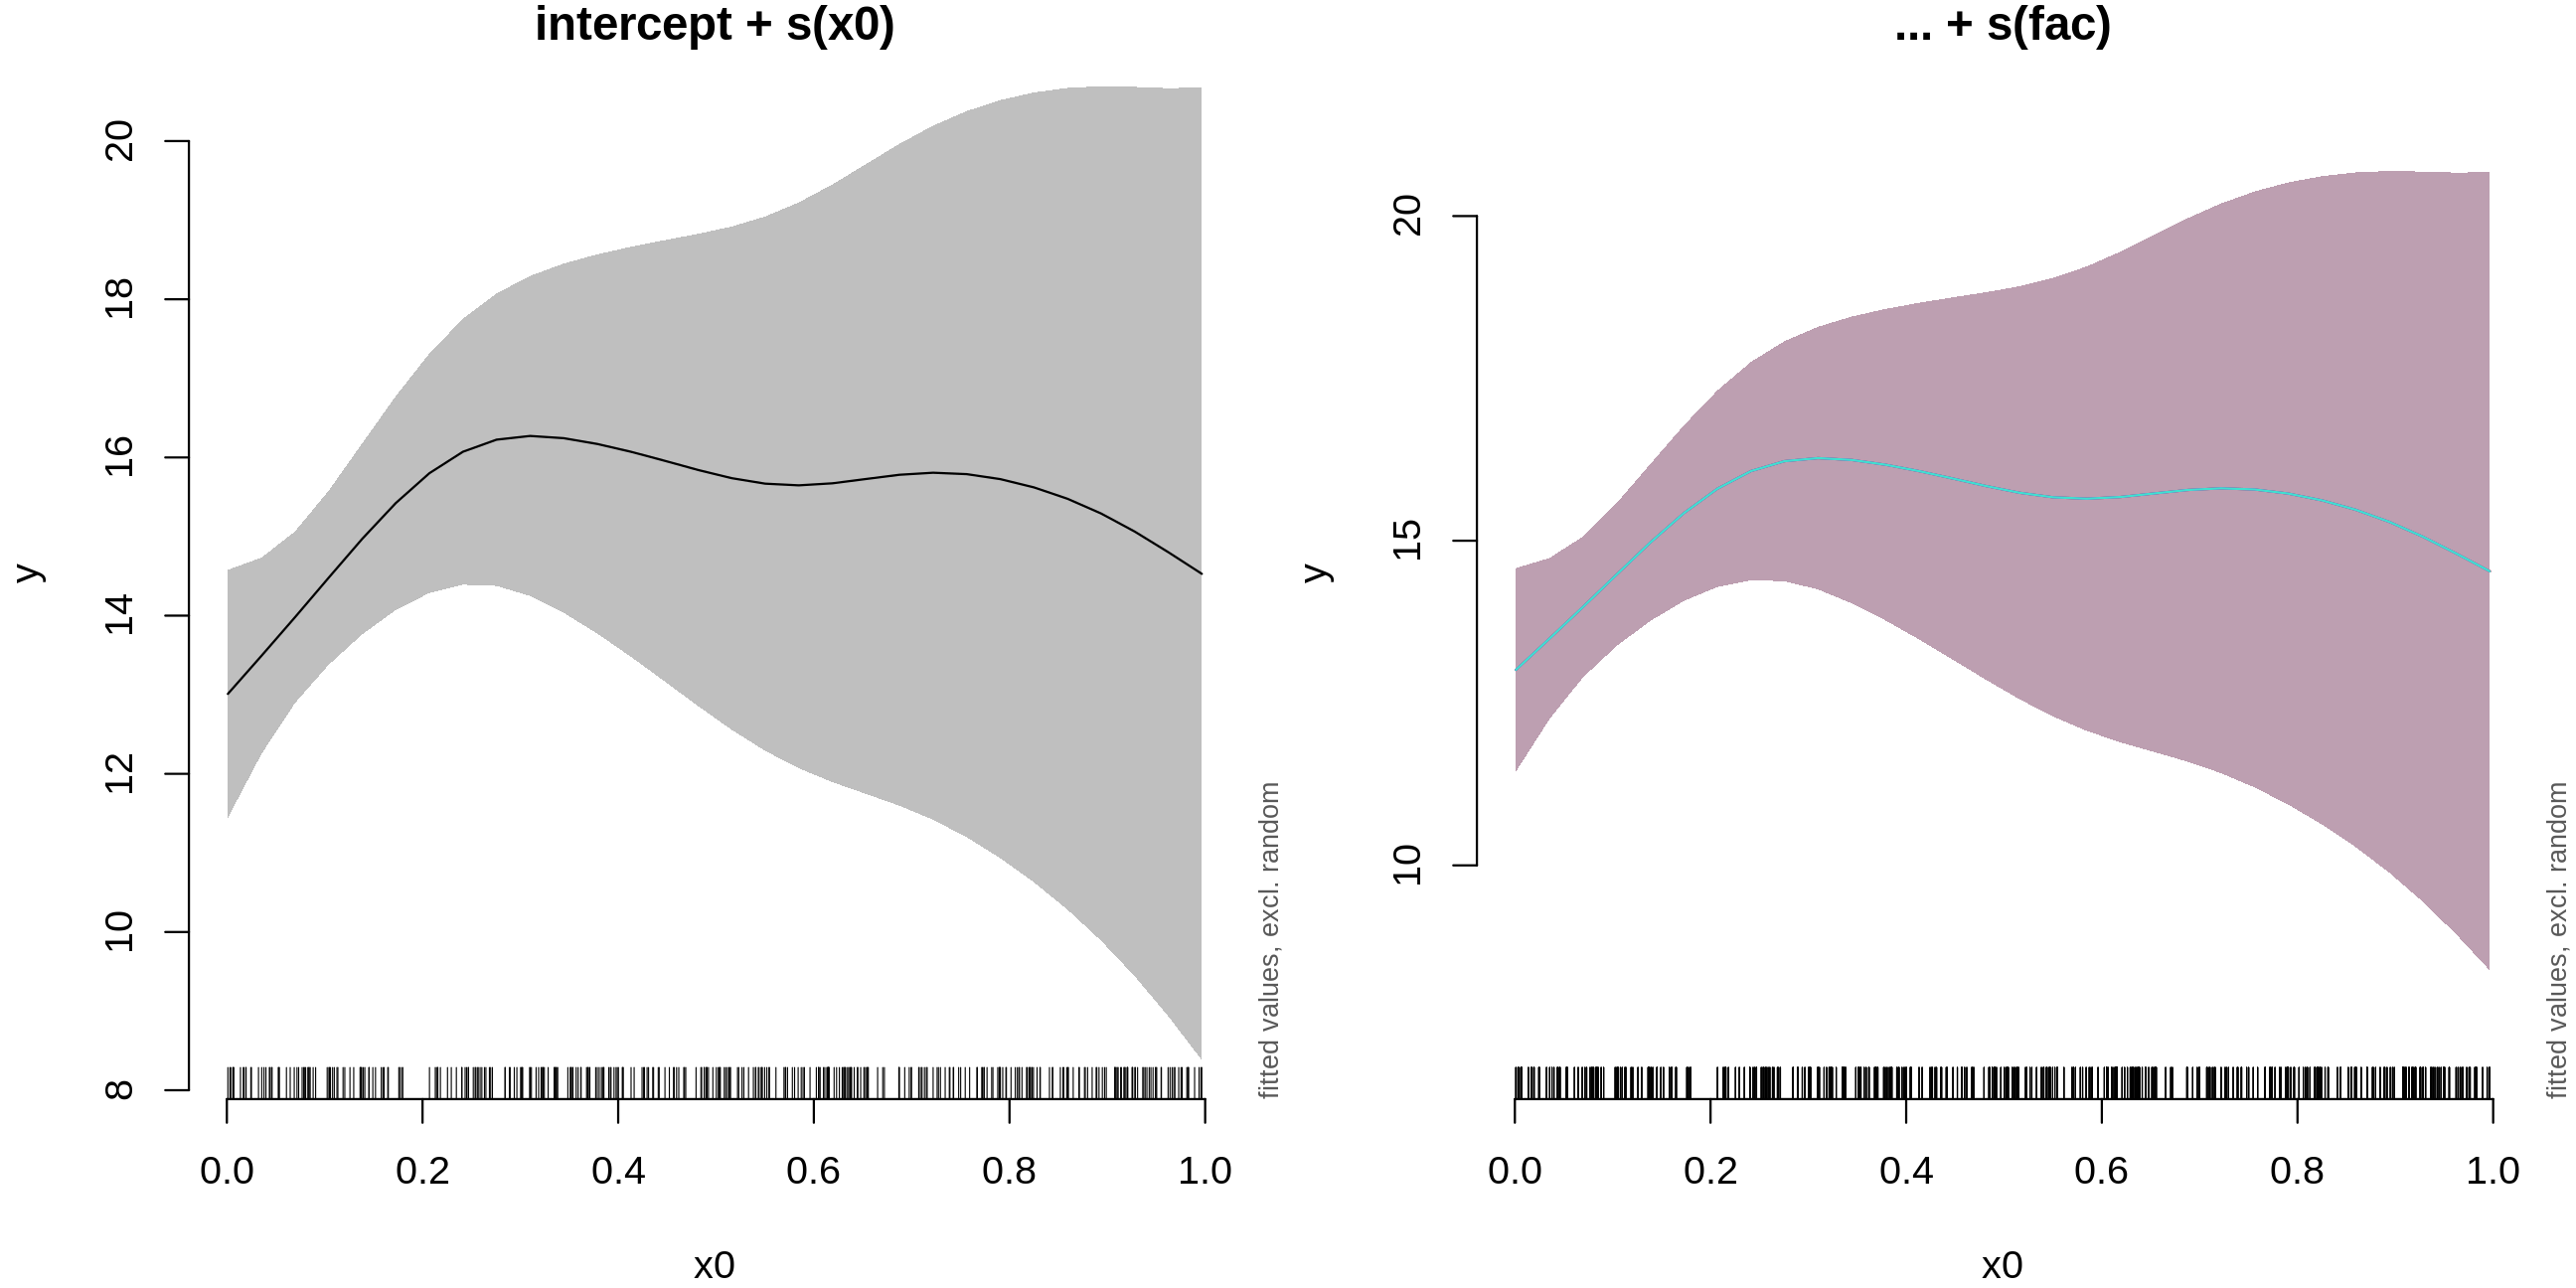 intercept + s(x0)
y
20
18
16
14
12
10
8
0.0 0.2 0.4 0.6 0.8 1.0
x0
fitted values, excl. random
... + s(fac)
y
20
15
10
0.0 0.2 0.4 0.6 0.8 1.0
x0
fitted values, excl. random